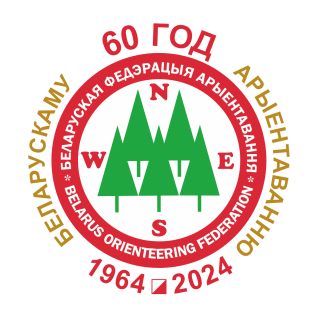 60 ГОД
БЕЛАРУСКАМУ
АРЫЕНТАВАННЮ
* БЕЛАРУСКАЯ ФЕДЭРАЦЫЯ АРЫЕНТАВАННЯ *
N
W E
S
BELARUS ORIENTEERING FEDERATION
1964 2024